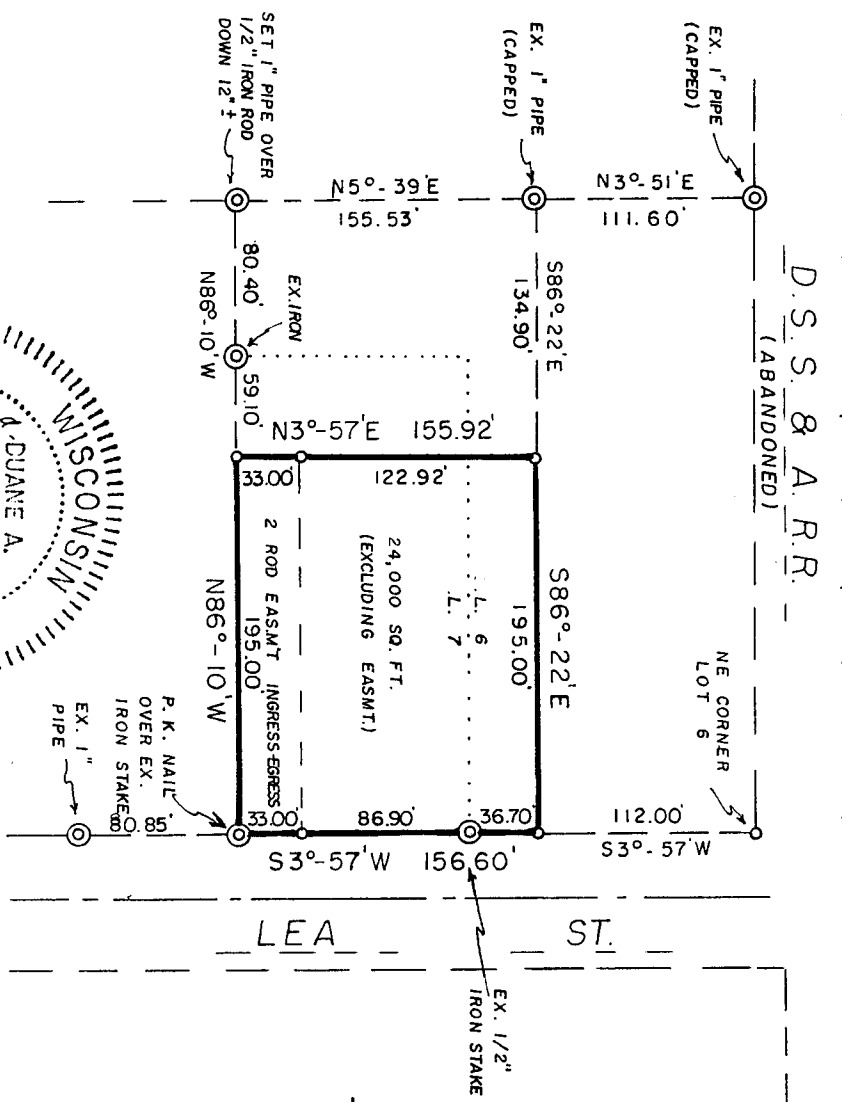 SET 1" PIPE OVER
1/2" IRON ROD
DOWN 12" ±
EX. 1" PIPE
(CAPPED)
EX. 1" PIPE
(CAPPED)
N5°-39'E
155.53'
N3°-51'E
111.60'
D.S.S. & A. R.R.
(ABANDONED)
80.40'
N86°-10'W
59.10'
EX. IRON
S86°-22'E
134.90'
N3°-57'E 155.92'
33.00'
122.92'
2 ROD EAS.M'T INGRESS-EGRESS
24,000 SQ. FT.
(EXCLUDING EASMT.)
L. 6
L. 7
S86°-22'E
195.00'
N86°-10'W
195.00'
NE CORNER
LOT 6
P. K. NAIL
OVER EX.
IRON STAKE
EX. 1"
PIPE
80.85'
33.00'
86.90'
36.70'
112.00'
S3°-57'W
S3°-57'W 156.60'
LEA ST.
EX. 1/2"
IRON STAKE
WISCONSIN
DUANE A.